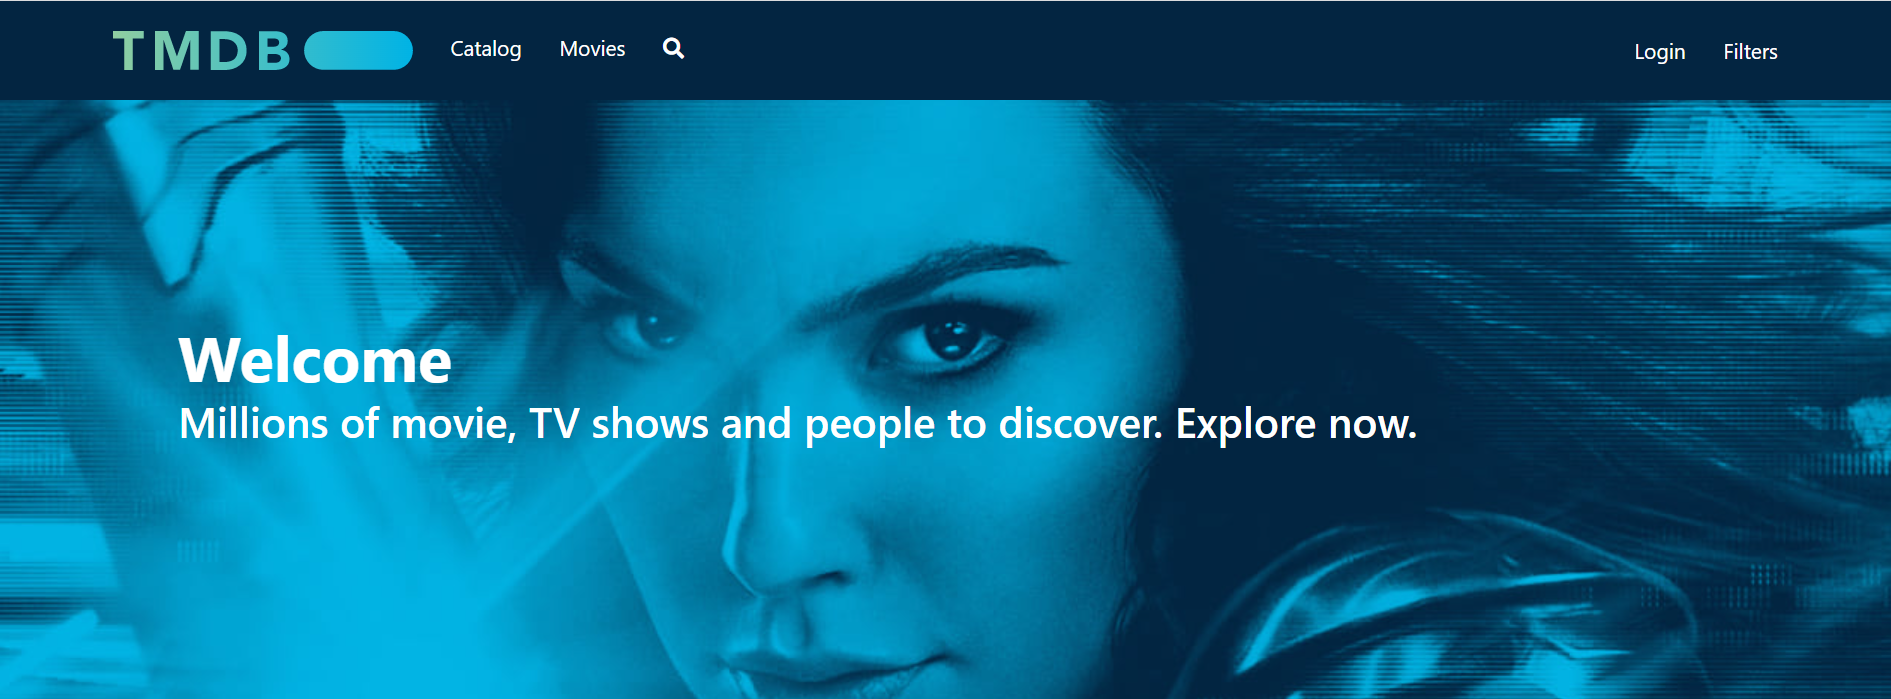 TMDB Catalog Movies Login Filters
Welcome
Millions of movie, TV shows and people to discover. Explore now.